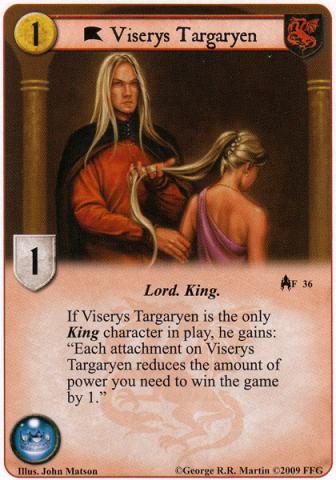 1
Viserys Targaryen
1
Lord. King.
F 36
If Viserys Targaryen is the only
King character in play, he gains:
“Each attachment on Viserys
Targaryen reduces the amount of
power you need to win the game
by 1.”
Illus. John Matson
©George R.R. Martin ©2009 FFG